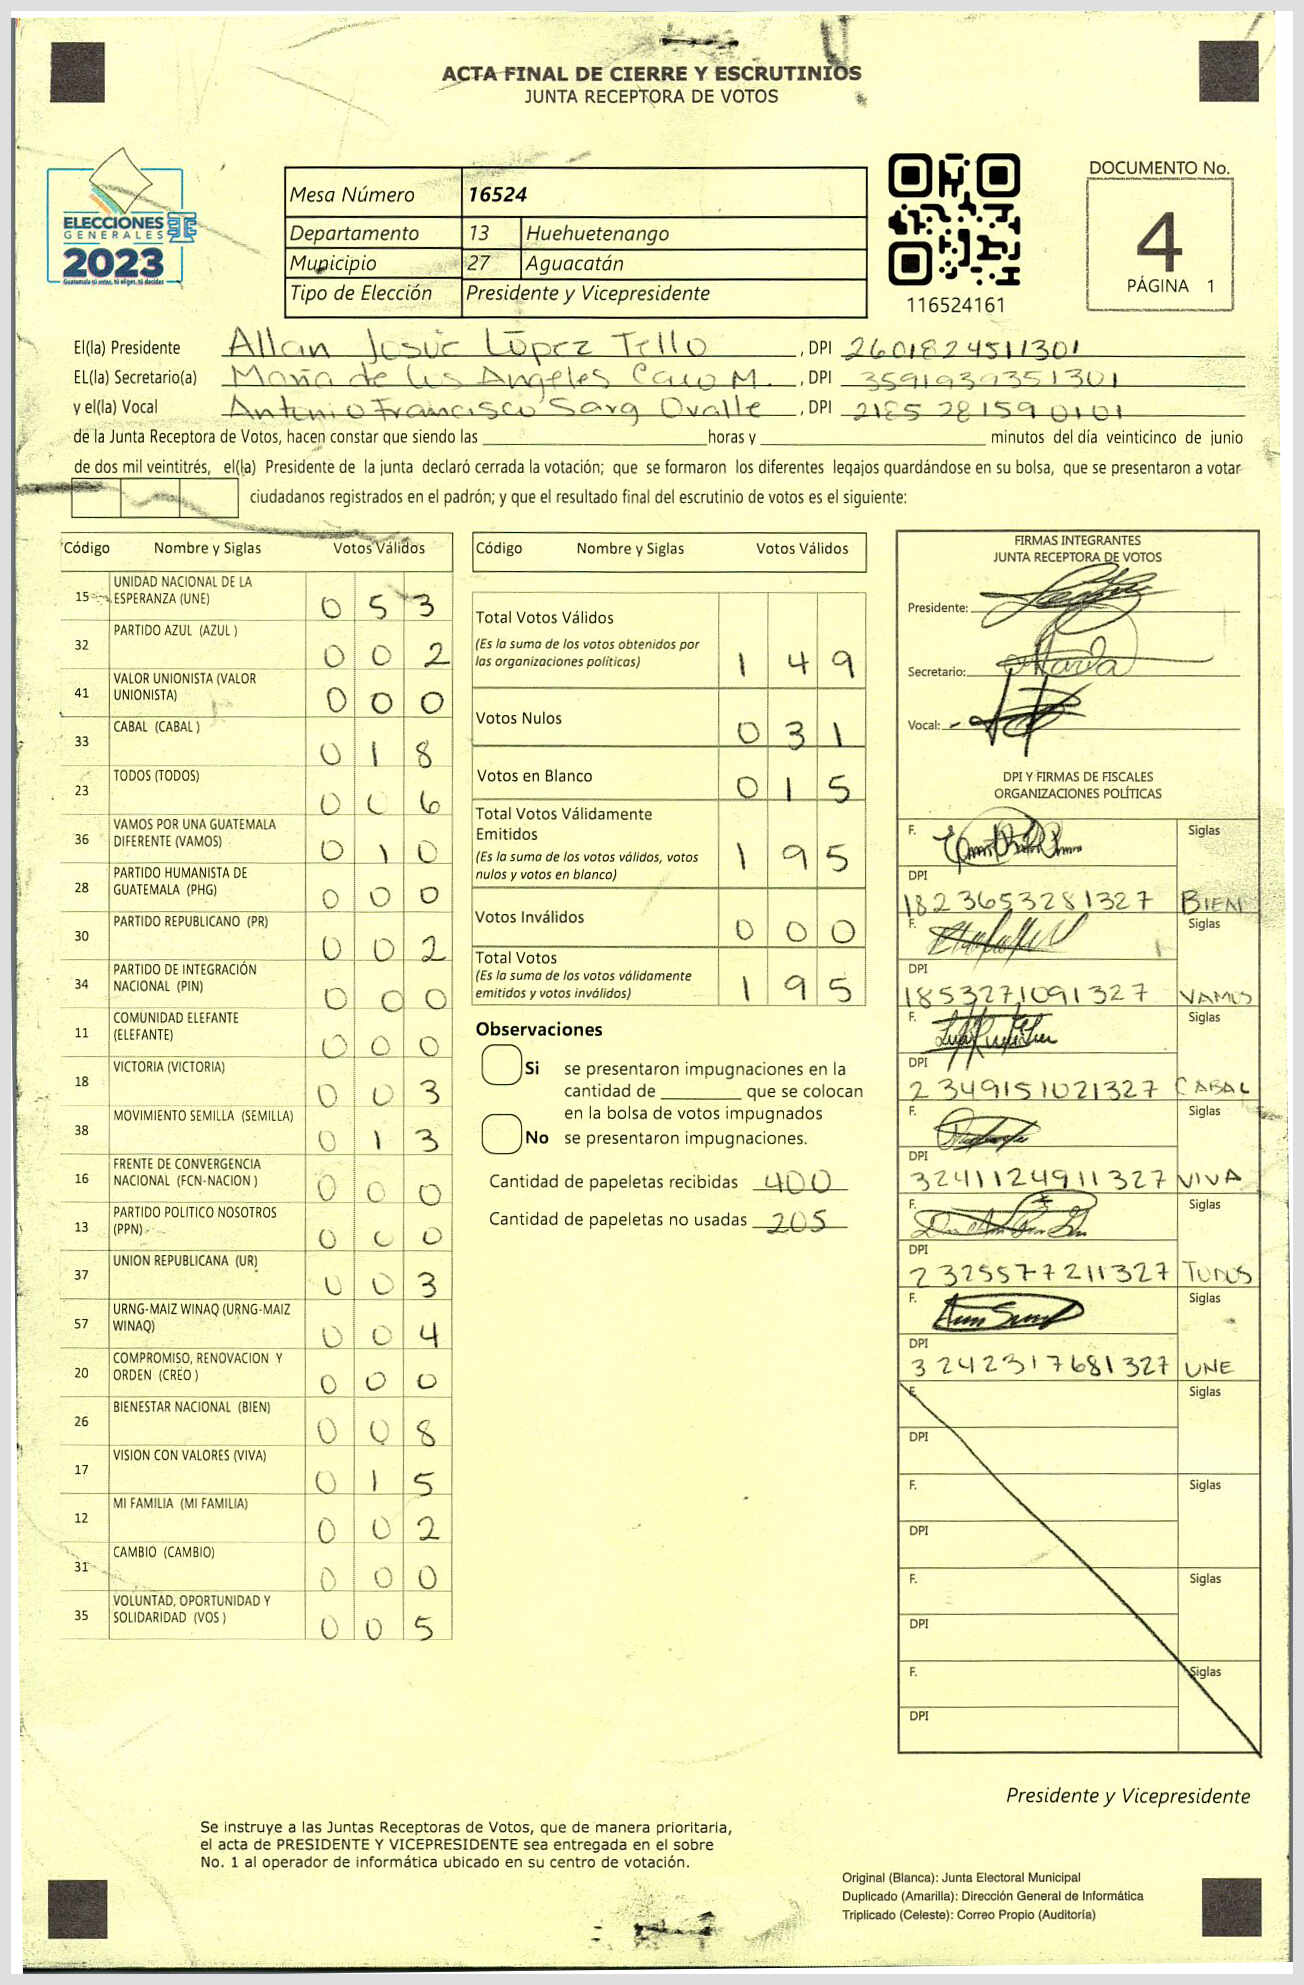 ACTA FINAL DE CIERRE Y ESCRUTINIOS
JUNTA RECEPTORA DE VOTOS
ELECCIONES
GENERALES
2023
Guatemala tú votas, tú eliges, tú decides
Mesa Número 16524
Departamento 13 Huehuetenango
Municipio 27 Aguacatán
Tipo de Elección Presidente y Vicepresidente
116524161
DOCUMENTO No.
4
PÁGINA 1
El(la) Presidente Allan Josué López Tello , DPI 2601824511301
EL(la) Secretario(a) María de los Angeles Cano M. , DPI 3591939351301
y el(la) Vocal Antonio Francisco Sarg Ovalle , DPI 2185281590101
de la Junta Receptora de Votos, hacen constar que siendo las horas y minutos del día veinticinco de junio
de dos mil veintitrés, el(la) Presidente de la junta declaró cerrada la votación; que se formaron los diferentes legajos guardándose en su bolsa, que se presentaron a votar
ciudadanos registrados en el padrón; y que el resultado final del escrutinio de votos es el siguiente:
Código Nombre y Siglas Votos Válidos
15 UNIDAD NACIONAL DE LA ESPERANZA (UNE) 0 5 3
32 PARTIDO AZUL (AZUL ) 0 0 2
41 VALOR UNIONISTA (VALOR UNIONISTA) 0 0 0
33 CABAL (CABAL ) 0 1 8
23 TODOS (TODOS) 0 0 6
36 VAMOS POR UNA GUATEMALA DIFERENTE (VAMOS) 0 1 0
28 PARTIDO HUMANISTA DE GUATEMALA (PHG) 0 0 0
30 PARTIDO REPUBLICANO (PR) 0 0 2
34 PARTIDO DE INTEGRACIÓN NACIONAL (PIN) 0 0 0
11 COMUNIDAD ELEFANTE (ELEFANTE) 0 0 0
18 VICTORIA (VICTORIA) 0 0 3
38 MOVIMIENTO SEMILLA (SEMILLA) 0 1 3
16 FRENTE DE CONVERGENCIA NACIONAL (FCN-NACION ) 0 0 0
13 PARTIDO POLITICO NOSOTROS (PPN) 0 0 0
37 UNION REPUBLICANA (UR) 0 0 3
57 URNG-MAIZ WINAQ (URNG-MAIZ WINAQ) 0 0 4
20 COMPROMISO, RENOVACION Y ORDEN (CREO ) 0 0 0
26 BIENESTAR NACIONAL (BIEN) 0 0 8
17 VISION CON VALORES (VIVA) 0 1 5
12 MI FAMILIA (MI FAMILIA) 0 0 2
31 CAMBIO (CAMBIO) 0 0 0
35 VOLUNTAD, OPORTUNIDAD Y SOLIDARIDAD (VOS ) 0 0 5
Código Nombre y Siglas Votos Válidos
Total Votos Válidos
(Es la suma de los votos obtenidos por
las organizaciones políticas) 1 4 9
Votos Nulos 0 3 1
Votos en Blanco 0 1 5
Total Votos Válidamente
Emitidos
(Es la suma de los votos válidos, votos
nulos y votos en blanco) 1 9 5
Votos Inválidos 0 0 0
Total Votos
(Es la suma de los votos válidamente
emitidos y votos inválidos) 1 9 5
Observaciones
Si se presentaron impugnaciones en la
cantidad de que se colocan
en la bolsa de votos impugnados
No se presentaron impugnaciones.
Cantidad de papeletas recibidas 400
Cantidad de papeletas no usadas 205
FIRMAS INTEGRANTES
JUNTA RECEPTORA DE VOTOS
Presidente:
Secretario:
Vocal:
DPI Y FIRMAS DE FISCALES
ORGANIZACIONES POLÍTICAS
F. Siglas
DPI
1823653281327 BIEN
F. Siglas
DPI
1853271091327 VAMOS
F. Siglas
DPI
2349151021327 CABAL
F. Siglas
DPI
3241124911327 VIVA
F. Siglas
DPI
2325577211327 TODOS
F. Siglas
DPI
3242317681327 UNE
F. Siglas
DPI
F. Siglas
DPI
F. Siglas
DPI
F. Siglas
DPI
Presidente y Vicepresidente
Se instruye a las Juntas Receptoras de Votos, que de manera prioritaria,
el acta de PRESIDENTE Y VICEPRESIDENTE sea entregada en el sobre
No. 1 al operador de informática ubicado en su centro de votación.
Original (Blanca): Junta Electoral Municipal
Duplicado (Amarilla): Dirección General de Informática
Triplicado (Celeste): Correo Propio (Auditoría)